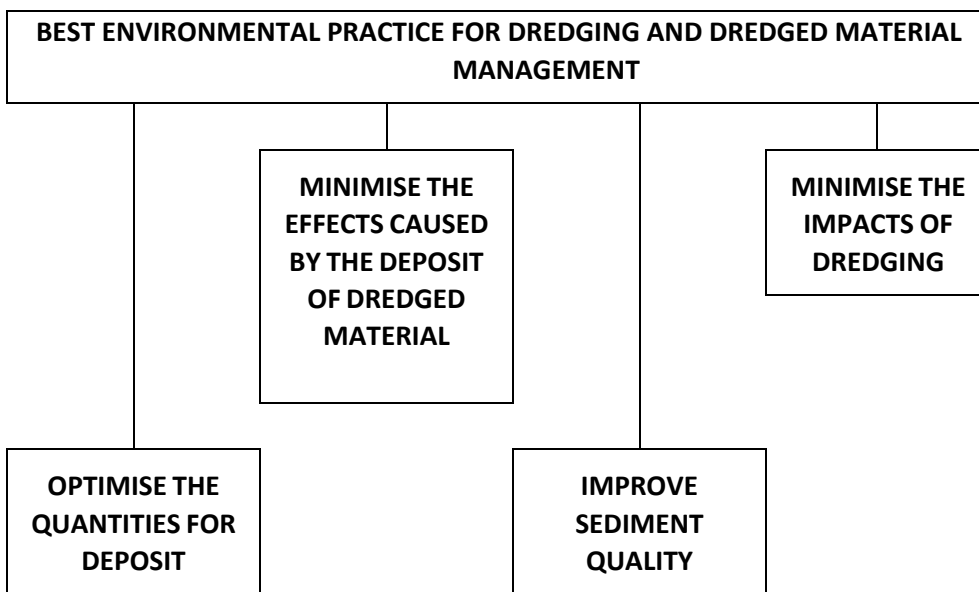 BEST ENVIRONMENTAL PRACTICE FOR DREDGING AND DREDGED MATERIAL
MANAGEMENT
MINIMISE THE
EFFECTS CAUSED
BY THE DEPOSIT
OF DREDGED
MATERIAL
MINIMISE THE
IMPACTS OF
DREDGING
OPTIMISE THE
QUANTITIES FOR
DEPOSIT
IMPROVE
SEDIMENT
QUALITY